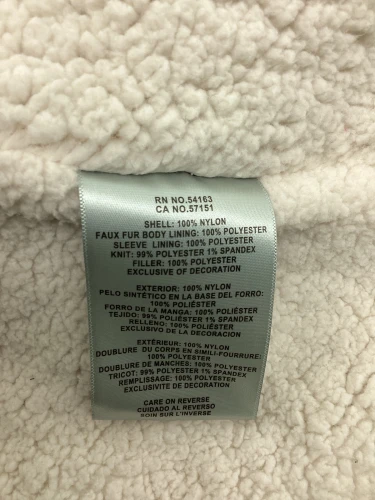 RN NO.54163
CA NO.57151
SHELL: 100% NYLON
FAUX FUR BODY LINING: 100% POLYESTER
SLEEVE LINING: 100% POLYESTER
KNIT: 99% POLYESTER 1% SPANDEX
FILLER: 100% POLYESTER
EXCLUSIVE OF DECORATION
EXTERIOR: 100% NYLON
PELO SINTÉTICO EN LA BASE DEL FORRO:
100% POLIÉSTER
FORRO DE LA MANGA: 100% POLIÉSTER
TEJIDO: 99% POLIÉSTER 1% SPANDEX
RELLENO: 100% POLIÉSTER
EXCLUSIVO DE LA DECORACIÓN
EXTÉRIEUR: 100% NYLON
DOUBLURE DU CORPS EN SIMILI-FOURRURE:
100% POLYESTER
DOUBLURE DE MANCHES: 100% POLYESTER
TRICOT: 99% POLYESTER 1% SPANDEX
REMPLISSAGE: 100% POLYESTER
EXCLUSIVITE DE DECORATION
CARE ON REVERSE
CUIDADO AL REVERSO
SOIN SUR L'INVERSE